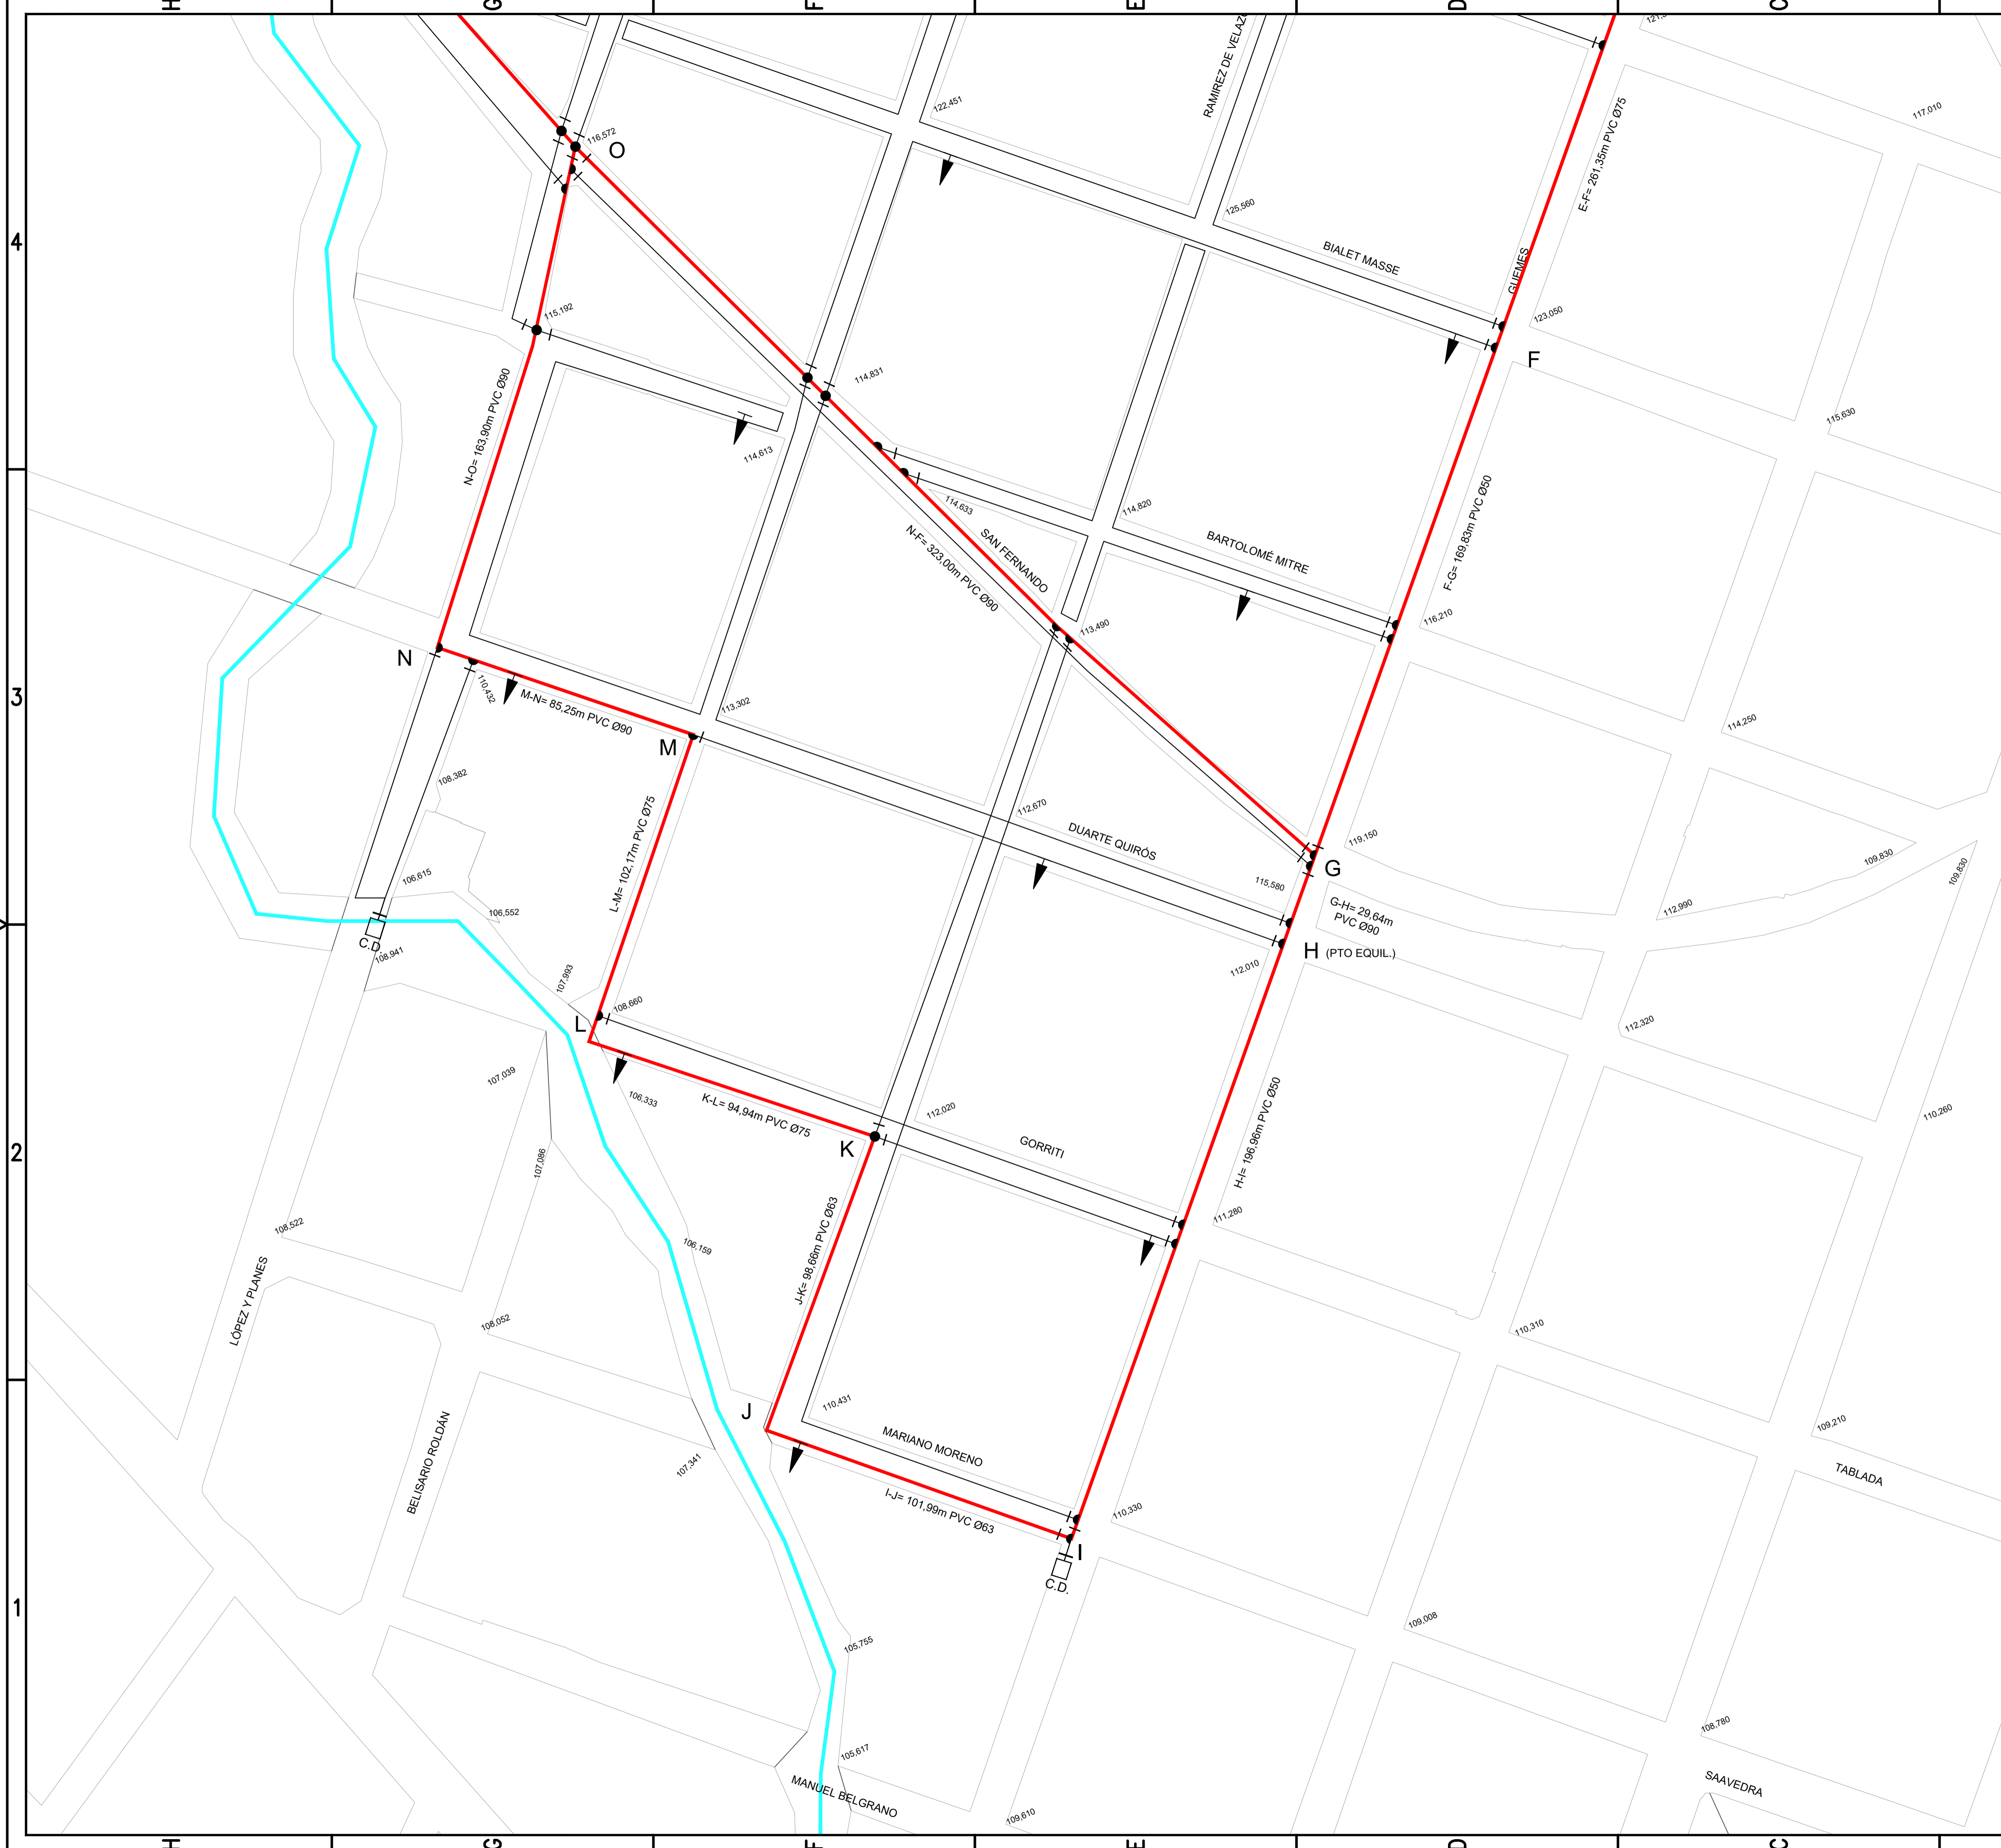 H
G
F
E
D
C
121,
RAMIREZ DE VELAZ
122,451
117,010
E-F= 261,35m PVC Ø75
116,572
O
125,560
4
BIALET MASSE
GUEMES
123,050
115,192
F
114,831
115,630
N-O= 163,90m PVC Ø90
114,613
114,633
114,820
F-G= 169,83m PVC Ø50
SAN FERNANDO
BARTOLOMÉ MITRE
N-F= 323,00m PVC Ø90
116,210
113,490
N
3
110,432
M-N= 85,25m PVC Ø90
113,302
114,250
M
108,382
112,670
DUARTE QUIRÓS
119,150
L-M= 102,17m PVC Ø75
G
109,830
109,830
106,615
115,580
106,552
G-H= 29,64m
PVC Ø90
112,990
C.D.
108,941
H (PTO EQUIL.)
107,993
112,010
108,660
L
112,320
107,039
106,333
K-L= 94,94m PVC Ø75
112,020
H-I= 196,96m PVC Ø50
110,260
K
GORRITI
2
107,086
108,522
111,280
106,159
J-K= 98,66m PVC Ø63
LÓPEZ Y PLANES
108,052
110,310
J
110,431
109,210
MARIANO MORENO
BELISARIO ROLDÁN
107,341
TABLADA
I-J= 101,99m PVC Ø63
110,330
I
C.D.
1
109,008
105,755
108,780
105,617
MANUEL BELGRANO
SAAVEDRA
109,610
H
G
F
E
D
C